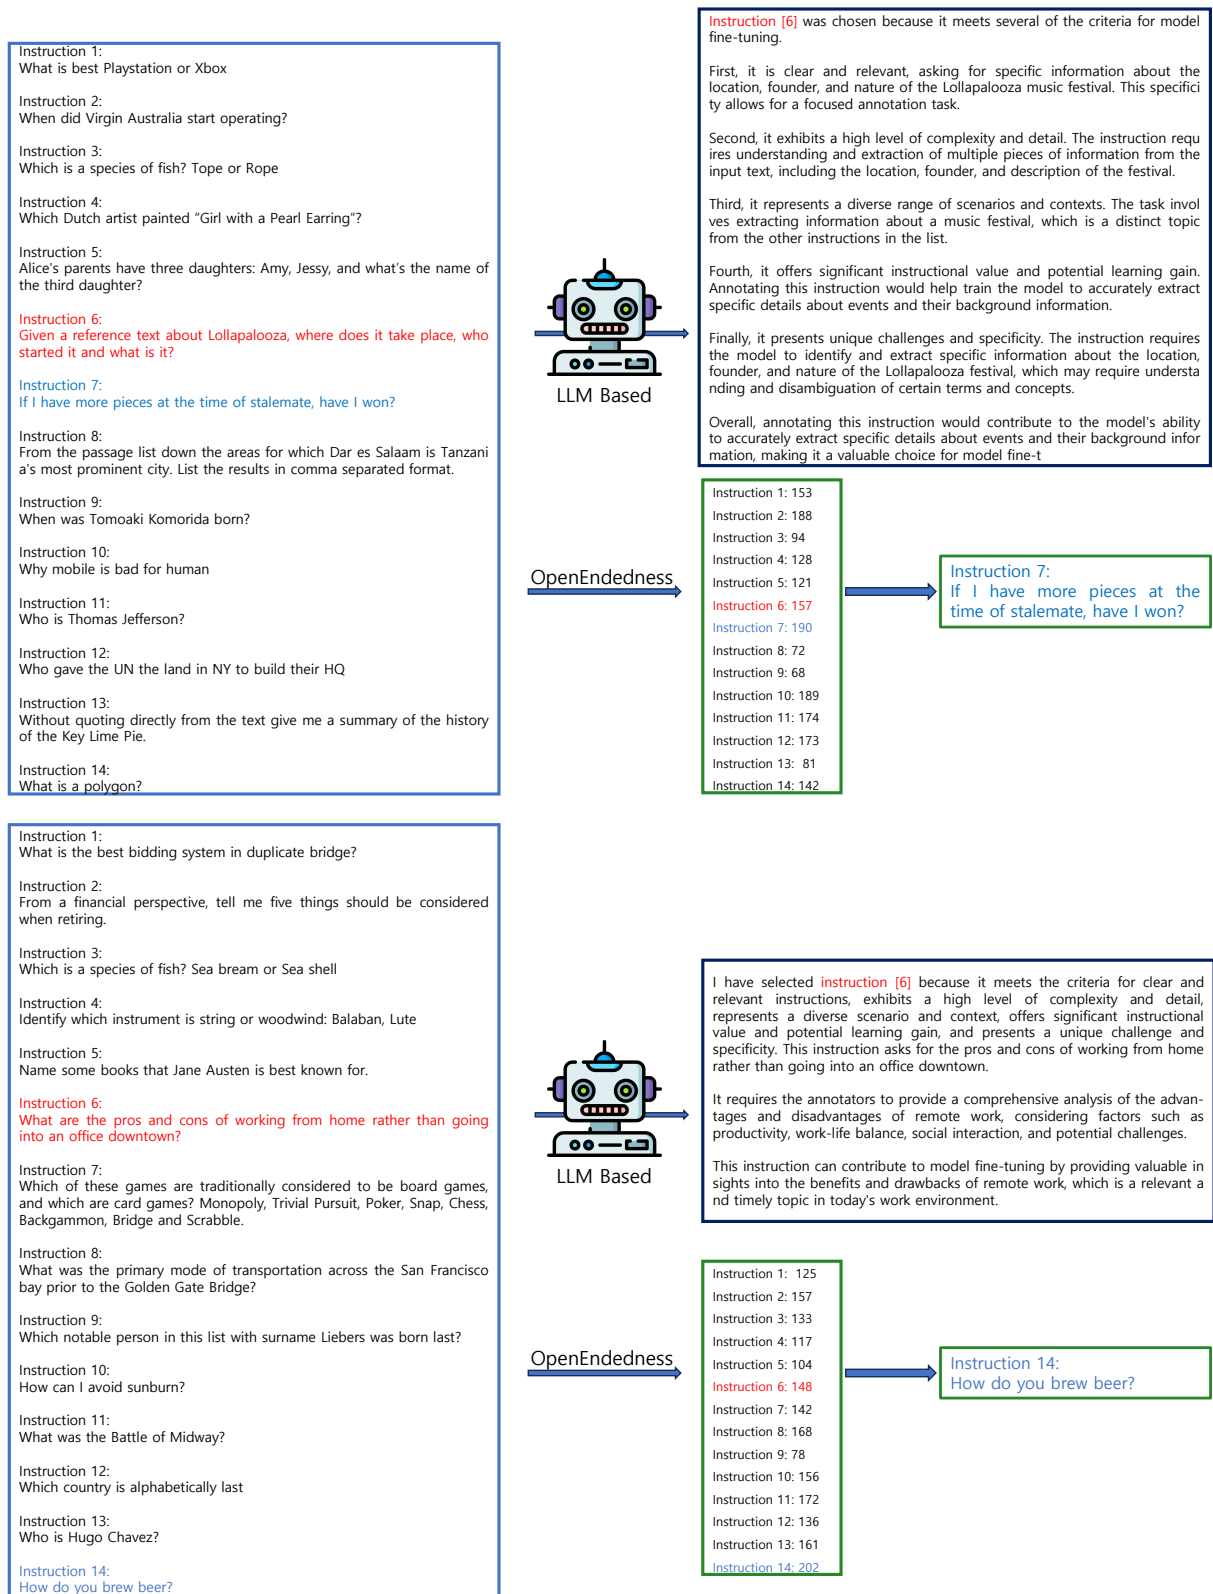 Instruction 1:
What is best Playstation or Xbox
Instruction 2:
When did Virgin Australia start operating?
Instruction 3:
Which is a species of fish? Tope or Rope
Instruction 4:
Which Dutch artist painted "Girl with a Pearl Earring"?
Instruction 5:
Alice's parents have three daughters: Amy, Jessy, and what's the name of
the third daughter?
Instruction 6:
Given a reference text about Lollapalooza, where does it take place, who
started it and what is it?
Instruction 7:
If I have more pieces at the time of stalemate, have I won?
Instruction 8:
From the passage list down the areas for which Dar es Salaam is Tanzani
a's most prominent city. List the results in comma separated format.
Instruction 9:
When was Tomoaki Komorida born?
Instruction 10:
Why mobile is bad for human
Instruction 11:
Who is Thomas Jefferson?
Instruction 12:
Who gave the UN the land in NY to build their HQ
Instruction 13:
Without quoting directly from the text give me a summary of the history
of the Key Lime Pie.
Instruction 14:
What is a polygon?
LLM Based
Instruction [6] was chosen because it meets several of the criteria for model
fine-tuning.
First, it is clear and relevant, asking for specific information about the
location, founder, and nature of the Lollapalooza music festival. This specifici
ty allows for a focused annotation task.
Second, it exhibits a high level of complexity and detail. The instruction requ
ires understanding and extraction of multiple pieces of information from the
input text, including the location, founder, and description of the festival.
Third, it represents a diverse range of scenarios and contexts. The task invol
ves extracting information about a music festival, which is a distinct topic
from the other instructions in the list.
Fourth, it offers significant instructional value and potential learning gain.
Annotating this instruction would help train the model to accurately extract
specific details about events and their background information.
Finally, it presents unique challenges and specificity. The instruction requires
the model to identify and extract specific information about the location,
founder, and nature of the Lollapalooza festival, which may require understa
nding and disambiguation of certain terms and concepts.
Overall, annotating this instruction would contribute to the model's ability
to accurately extract specific details about events and their background infor
mation, making it a valuable choice for model fine-t
OpenEndedness
Instruction 1: 153
Instruction 2: 188
Instruction 3: 94
Instruction 4: 128
Instruction 5: 121
Instruction 6: 157
Instruction 7: 190
Instruction 8: 72
Instruction 9: 68
Instruction 10: 189
Instruction 11: 174
Instruction 12: 173
Instruction 13: 81
Instruction 14: 142
Instruction 7:
If I have more pieces at the
time of stalemate, have I won?
Instruction 1:
What is the best bidding system in duplicate bridge?
Instruction 2:
From a financial perspective, tell me five things should be considered
when retiring.
Instruction 3:
Which is a species of fish? Sea bream or Sea shell
Instruction 4:
Identify which instrument is string or woodwind: Balaban, Lute
Instruction 5:
Name some books that Jane Austen is best known for.
Instruction 6:
What are the pros and cons of working from home rather than going
into an office downtown?
Instruction 7:
Which of these games are traditionally considered to be board games,
and which are card games? Monopoly, Trivial Pursuit, Poker, Snap, Chess,
Backgammon, Bridge and Scrabble.
Instruction 8:
What was the primary mode of transportation across the San Francisco
bay prior to the Golden Gate Bridge?
Instruction 9:
Which notable person in this list with surname Liebers was born last?
Instruction 10:
How can I avoid sunburn?
Instruction 11:
What was the Battle of Midway?
Instruction 12:
Which country is alphabetically last
Instruction 13:
Who is Hugo Chavez?
Instruction 14:
How do you brew beer?
LLM Based
I have selected instruction [6] because it meets the criteria for clear and
relevant instructions, exhibits a high level of complexity and detail,
represents a diverse scenario and context, offers significant instructional
value and potential learning gain, and presents a unique challenge and
specificity. This instruction asks for the pros and cons of working from home
rather than going into an office downtown.
It requires the annotators to provide a comprehensive analysis of the advan-
tages and disadvantages of remote work, considering factors such as
productivity, work-life balance, social interaction, and potential challenges.
This instruction can contribute to model fine-tuning by providing valuable in
sights into the benefits and drawbacks of remote work, which is a relevant a
nd timely topic in today's work environment.
OpenEndedness
Instruction 1: 125
Instruction 2: 157
Instruction 3: 133
Instruction 4: 117
Instruction 5: 104
Instruction 6: 148
Instruction 7: 142
Instruction 8: 168
Instruction 9: 78
Instruction 10: 156
Instruction 11: 172
Instruction 12: 136
Instruction 13: 161
Instruction 14: 202
Instruction 14:
How do you brew beer?